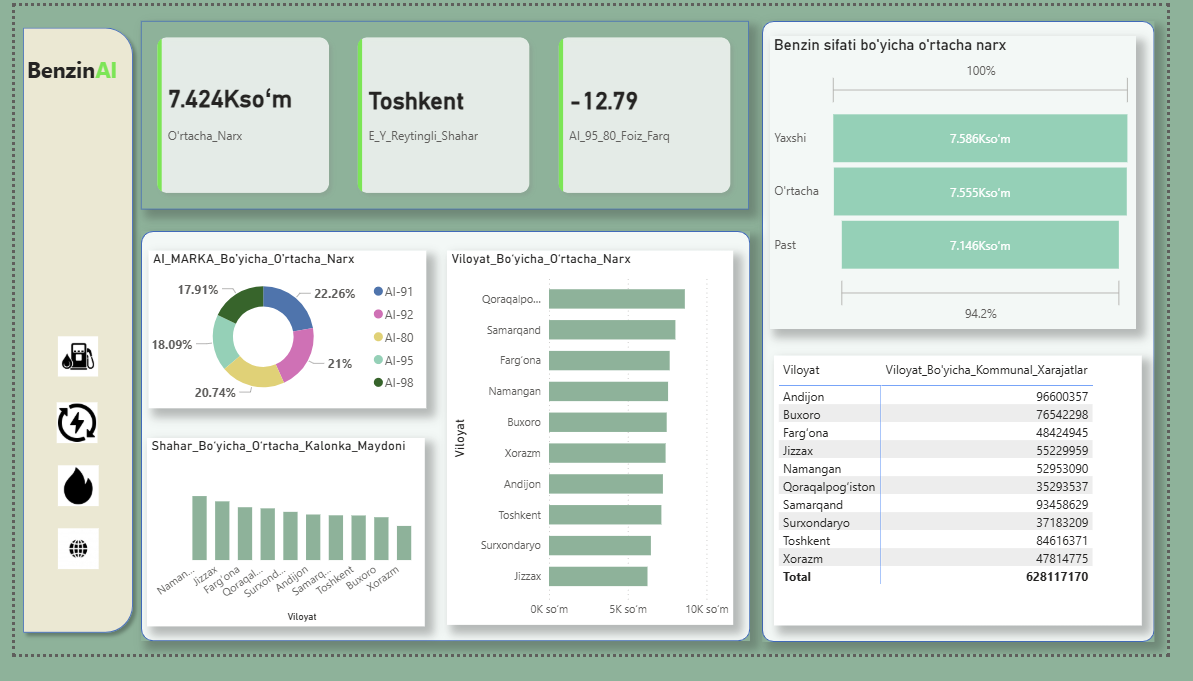 BenzinAI
7.424Kso‘m
O'rtacha_Narx
Toshkent
E_Y_Reytingli_Shahar
-12.79
AI_95_80_Foiz_Farq
AI_MARKA_Bo'yicha_O'rtacha_Narx
17.91%
22.26%
18.09%
21%
20.74%
AI-91
AI-92
AI-80
AI-95
AI-98
Shahar_Bo'yicha_O'rtacha_Kalonka_Maydoni
Naman...
Jizzax
Farg‘ona
Qoraqal...
Surxond...
Andijon
Samarq...
Toshkent
Buxoro
Xorazm
Viloyat
Viloyat_Bo'yicha_O'rtacha_Narx
Viloyat
Qoraqalpo...
Samarqand
Farg‘ona
Namangan
Buxoro
Xorazm
Andijon
Toshkent
Surxondaryo
Jizzax
0K so‘m
5K so‘m
10K so‘m
Benzin sifati bo'yicha o'rtacha narx
100%
Yaxshi
7.586Kso‘m
O'rtacha
7.555Kso‘m
Past
7.146Kso‘m
94.2%
Viloyat Viloyat_Bo'yicha_Kommunal_Xarajatlar
Andijon 96600357
Buxoro 76542298
Farg‘ona 48424945
Jizzax 55229959
Namangan 52953090
Qoraqalpog‘iston 35293537
Samarqand 93458629
Surxondaryo 37183209
Toshkent 84616371
Xorazm 47814775
Total 628117170